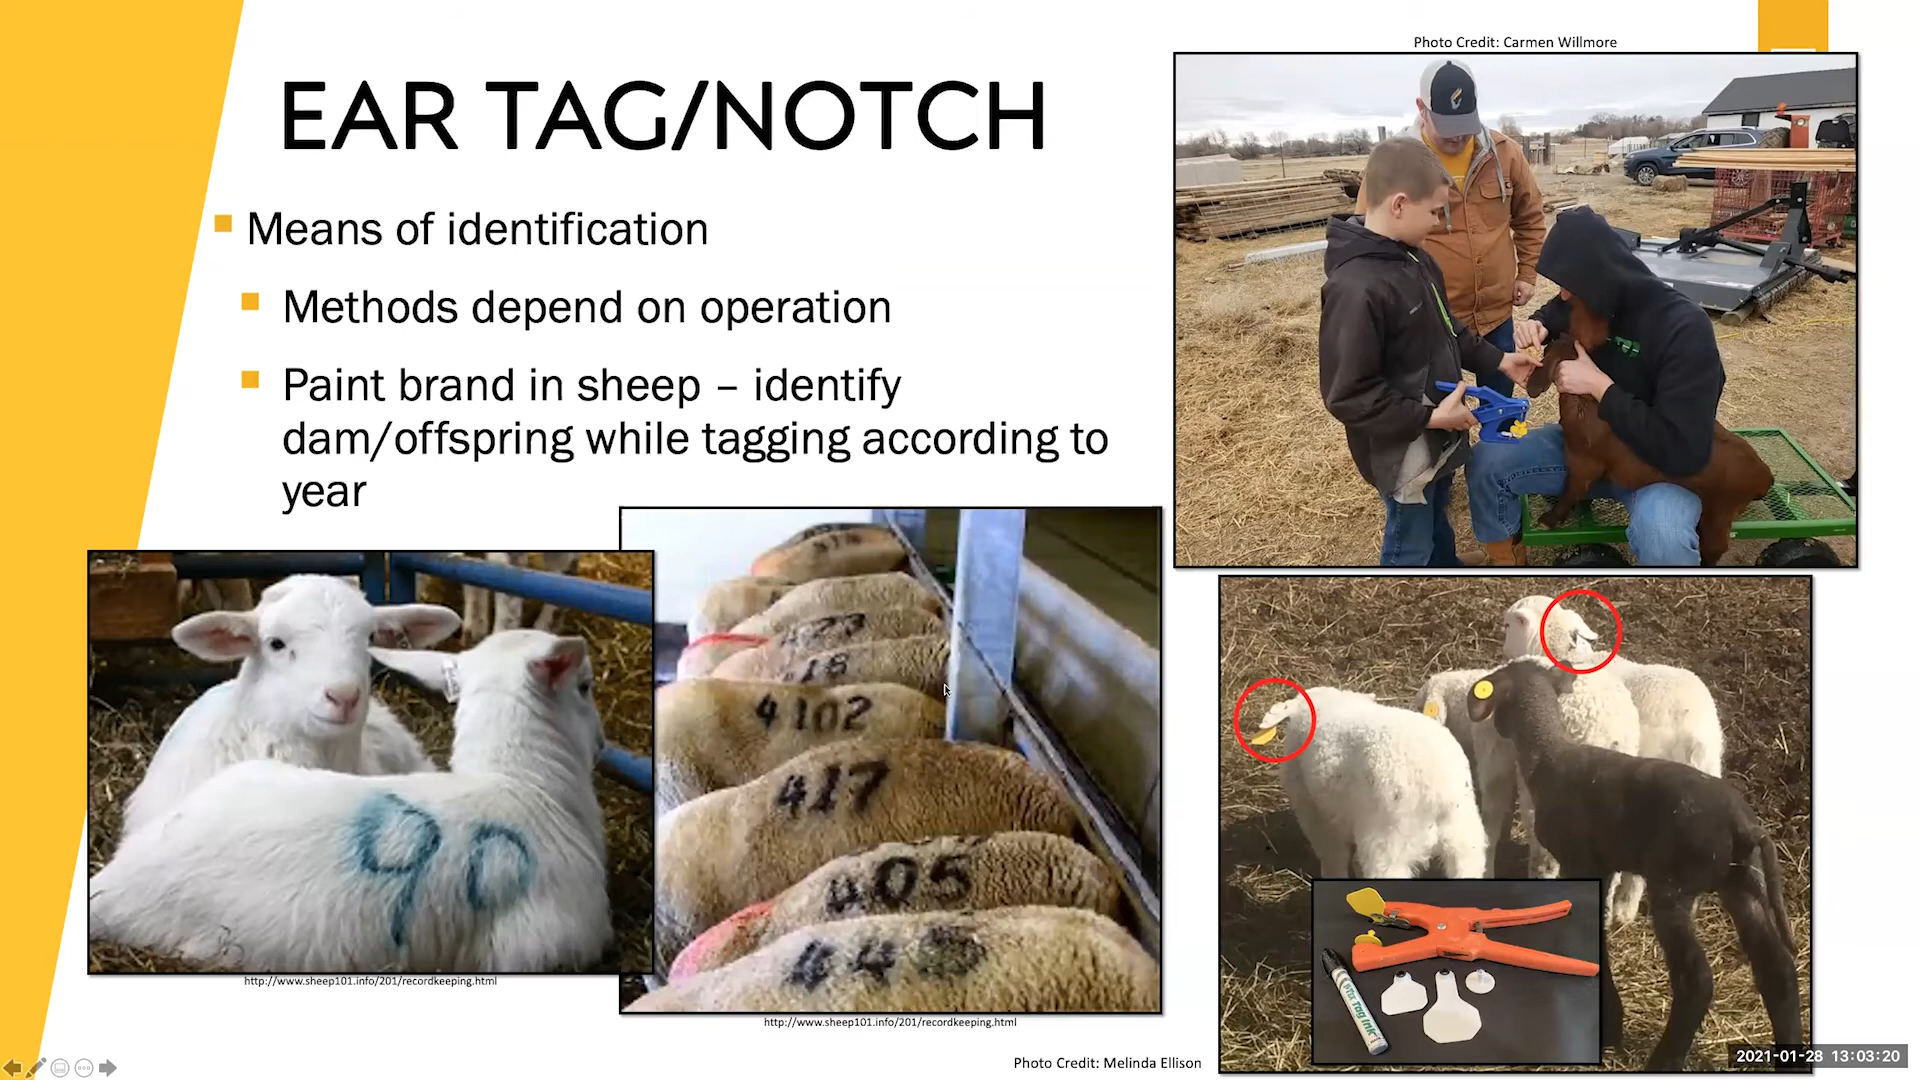 Photo Credit: Carmen Willmore
EAR TAG/NOTCH
Means of identification
Methods depend on operation
Paint brand in sheep – identify
dam/offspring while tagging according to
year
90
4102
417
405
http://www.sheep101.info/201/recordkeeping.html
http://www.sheep101.info/201/recordkeeping.html
Tag Ink
Photo Credit: Melinda Ellison
2021-01-28 13:03:20